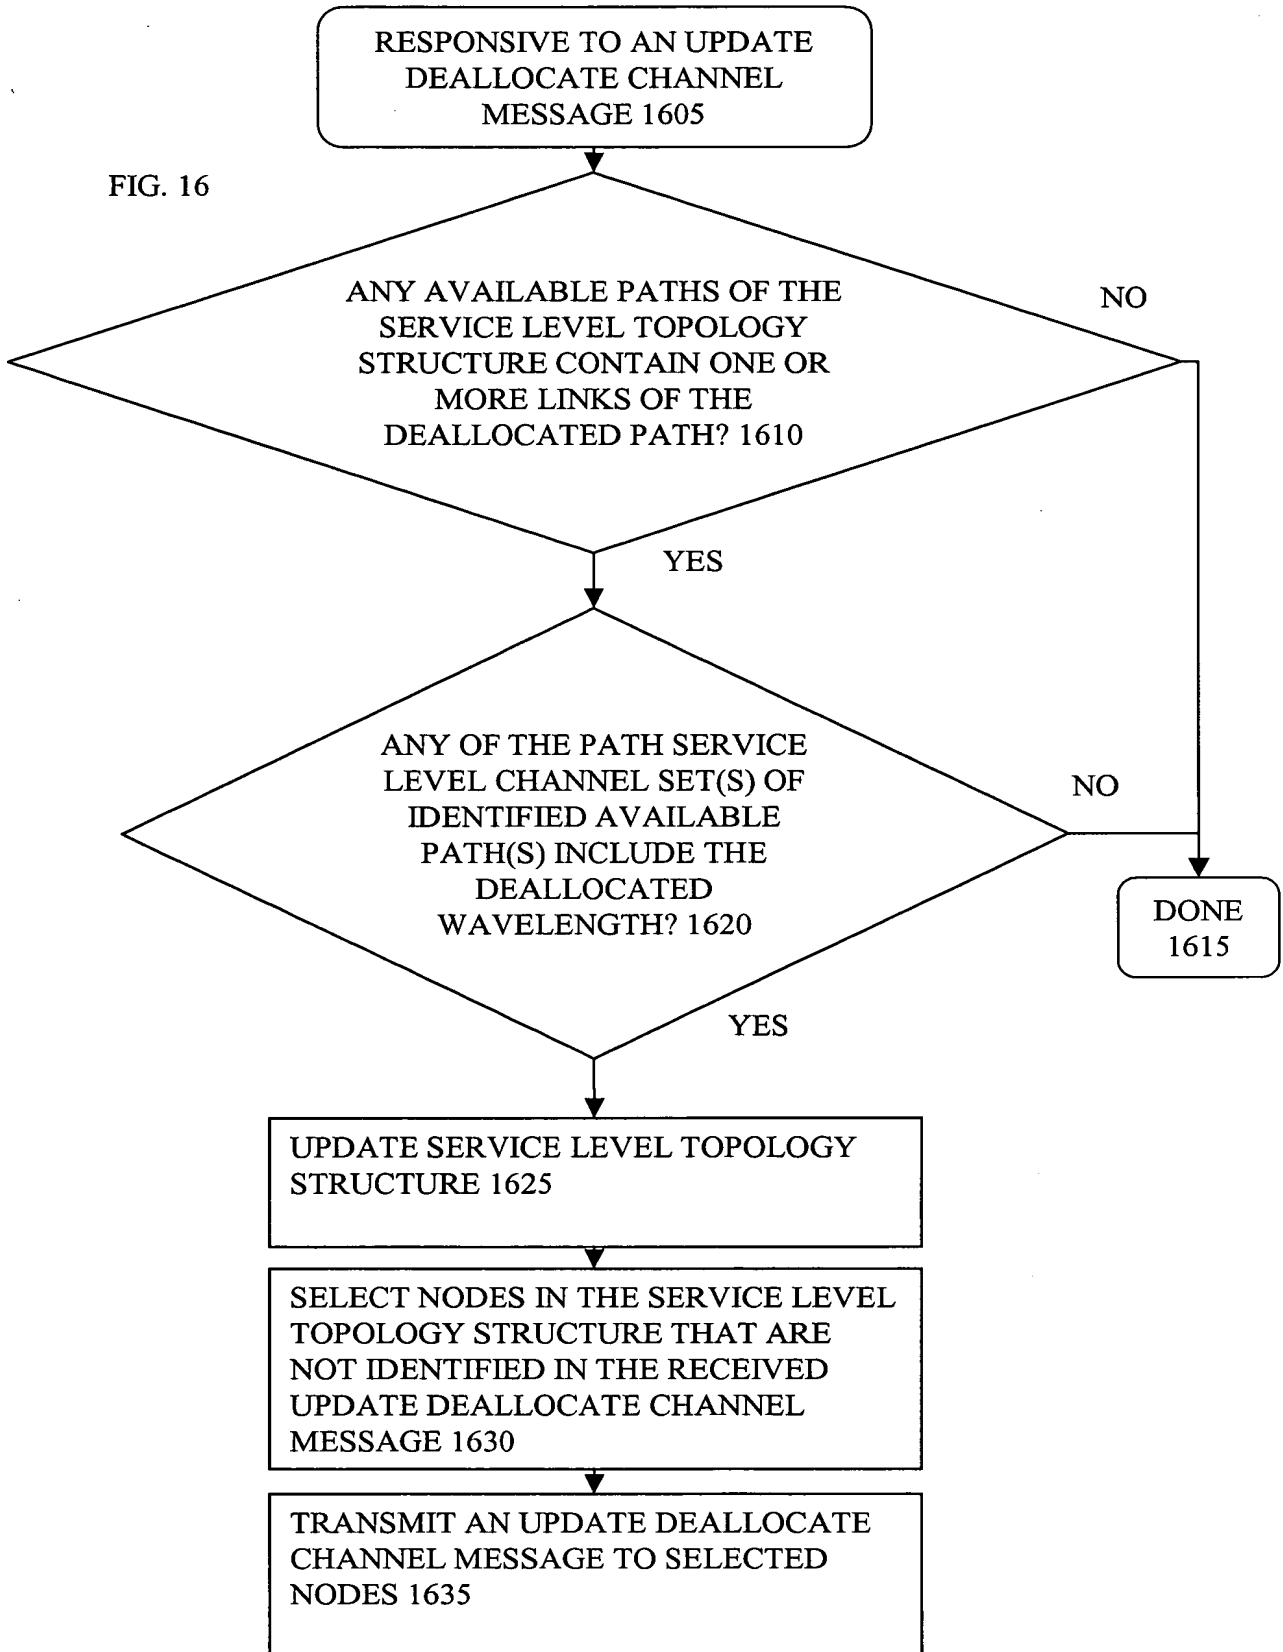 RESPONSIVE TO AN UPDATE
DEALLOCATE CHANNEL
MESSAGE 1605
FIG. 16
ANY AVAILABLE PATHS OF THE
SERVICE LEVEL TOPOLOGY
STRUCTURE CONTAIN ONE OR
MORE LINKS OF THE
DEALLOCATED PATH? 1610
NO
YES
ANY OF THE PATH SERVICE
LEVEL CHANNEL SET(S) OF
IDENTIFIED AVAILABLE
PATH(S) INCLUDE THE
DEALLOCATED
WAVELENGTH? 1620
NO
DONE
1615
YES
UPDATE SERVICE LEVEL TOPOLOGY
STRUCTURE 1625
SELECT NODES IN THE SERVICE LEVEL
TOPOLOGY STRUCTURE THAT ARE
NOT IDENTIFIED IN THE RECEIVED
UPDATE DEALLOCATE CHANNEL
MESSAGE 1630
TRANSMIT AN UPDATE DEALLOCATE
CHANNEL MESSAGE TO SELECTED
NODES 1635